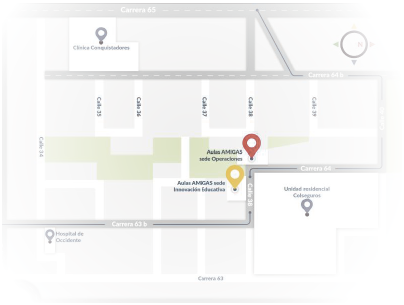 Carrera 65
Clínica Conquistadores
Carrera 64 b
Calle 35
Calle 36
Calle 37
Calle 38
Calle 39
Calle 34
Aulas AMIGAS
sede Operaciones
Carrera 64
Aulas AMIGAS sede
Innovación Educativa
Calle 38
Unidad residencial
Colseguros
Carrera 63 b
Hospital de
Occidente
Carrera 63